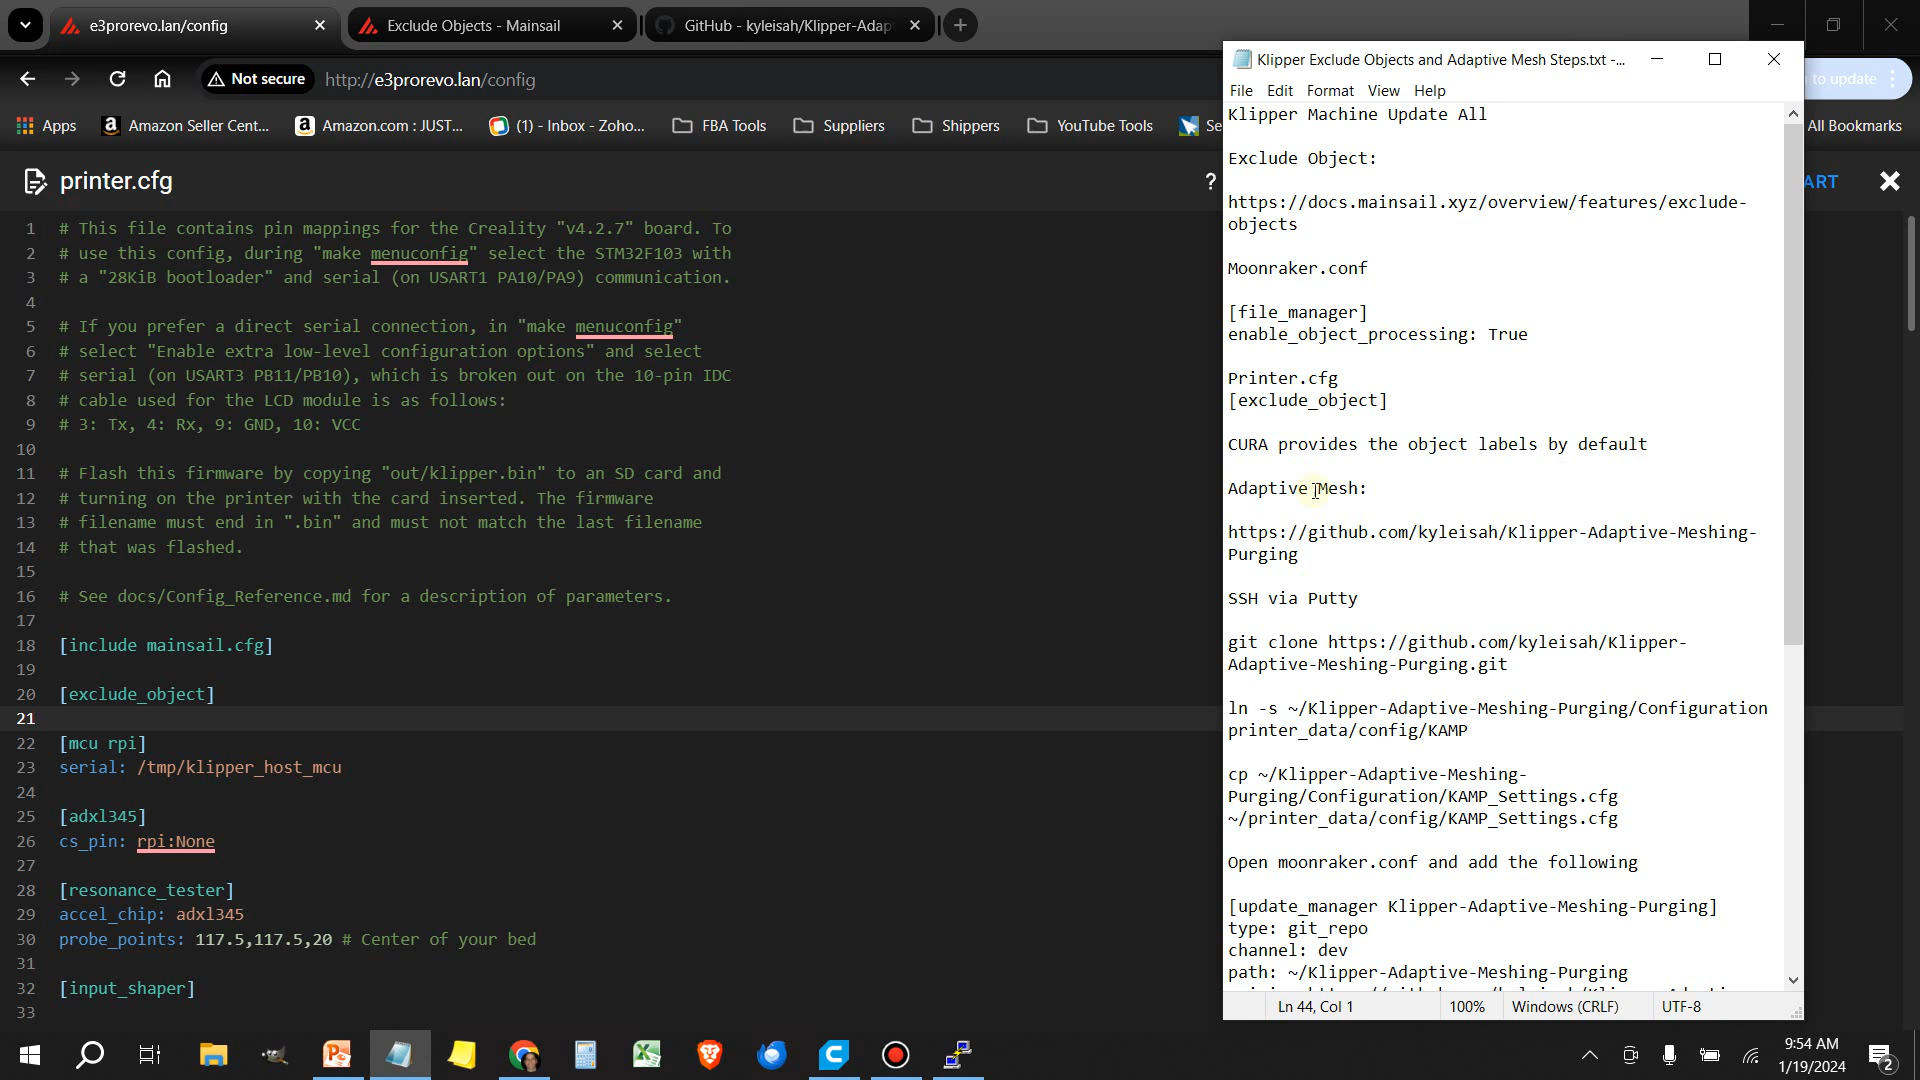 e3prorevo.lan/config
Exclude Objects - Mainsail
GitHub - kyleisah/Klipper-Adap
Not secure
http://e3prorevo.lan/config
to update
Apps
Amazon Seller Cent...
Amazon.com : JUST...
(1) - Inbox - Zoho...
FBA Tools
Suppliers
Shippers
YouTube Tools
Se
All Bookmarks
printer.cfg
?
ART
1 # This file contains pin mappings for the Creality "v4.2.7" board. To
2 # use this config, during "make menuconfig" select the STM32F103 with
3 # a "28KiB bootloader" and serial (on USART1 PA10/PA9) communication.
4
5 # If you prefer a direct serial connection, in "make menuconfig"
6 # select "Enable extra low-level configuration options" and select
7 # serial (on USART3 PB11/PB10), which is broken out on the 10-pin IDC
8 # cable used for the LCD module is as follows:
9 # 3: Tx, 4: Rx, 9: GND, 10: VCC
10
11 # Flash this firmware by copying "out/klipper.bin" to an SD card and
12 # turning on the printer with the card inserted. The firmware
13 # filename must end in ".bin" and must not match the last filename
14 # that was flashed.
15
16 # See docs/Config_Reference.md for a description of parameters.
17
18 [include mainsail.cfg]
19
20 [exclude_object]
21
22 [mcu rpi]
23 serial: /tmp/klipper_host_mcu
24
25 [adxl345]
26 cs_pin: rpi:None
27
28 [resonance_tester]
29 accel_chip: adxl345
30 probe_points: 117.5,117.5,20 # Center of your bed
31
32 [input_shaper]
33
Klipper Exclude Objects and Adaptive Mesh Steps.txt -...
File Edit Format View Help
Klipper Machine Update All
Exclude Object:
https://docs.mainsail.xyz/overview/features/exclude-
objects
Moonraker.conf
[file_manager]
enable_object_processing: True
Printer.cfg
[exclude_object]
CURA provides the object labels by default
Adaptive Mesh:
https://github.com/kyleisah/Klipper-Adaptive-Meshing-
Purging
SSH via Putty
git clone https://github.com/kyleisah/Klipper-
Adaptive-Meshing-Purging.git
ln -s ~/Klipper-Adaptive-Meshing-Purging/Configuration
printer_data/config/KAMP
cp ~/Klipper-Adaptive-Meshing-
Purging/Configuration/KAMP_Settings.cfg
~/printer_data/config/KAMP_Settings.cfg
Open moonraker.conf and add the following
[update_manager Klipper-Adaptive-Meshing-Purging]
type: git_repo
channel: dev
path: ~/Klipper-Adaptive-Meshing-Purging
Ln 44, Col 1
100%
Windows (CRLF)
UTF-8
9:54 AM
1/19/2024
2